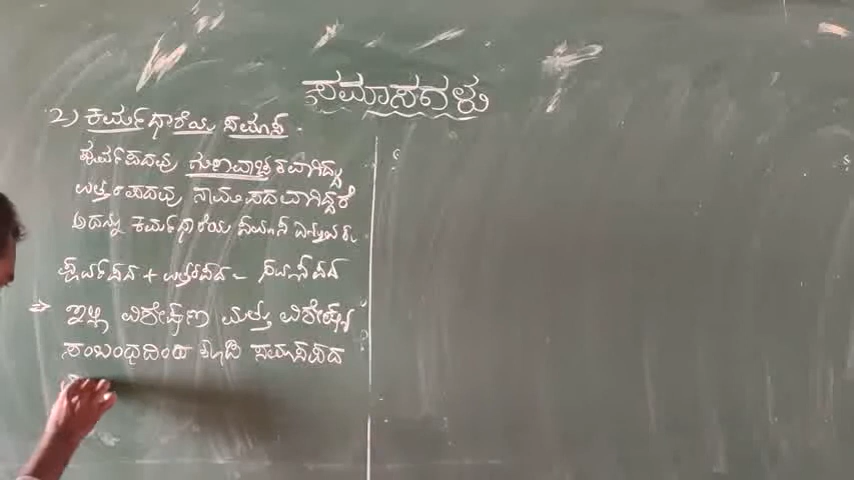 ಸಮಾಸಗಳು
2) ಕರ್ಮಧಾರೆಯ ಸಮಾಸ -
ಪೂರ್ವಪದವು ಗುಣವಾಚಕವಾಗಿದ್ದು
ಉತ್ತರಪದವು ನಾಮಪದವಾಗಿದ್ದರೆ
ಅದನ್ನು ಕರ್ಮಧಾರೆಯ ಸಮಾಸ ಎನ್ನುವರು.
ಪೂರ್ವಪದ + ಉತ್ತರಪದ = ಸಮಾಸಪದ
⇒ ಇಲ್ಲಿ ವಿಶೇಷಣ ಮತ್ತು ವಿಶೇಷ್ಯ
ಸಂಬಂಧದಿಂದ ಕೂಡಿ ಸಮಾಸಪದ